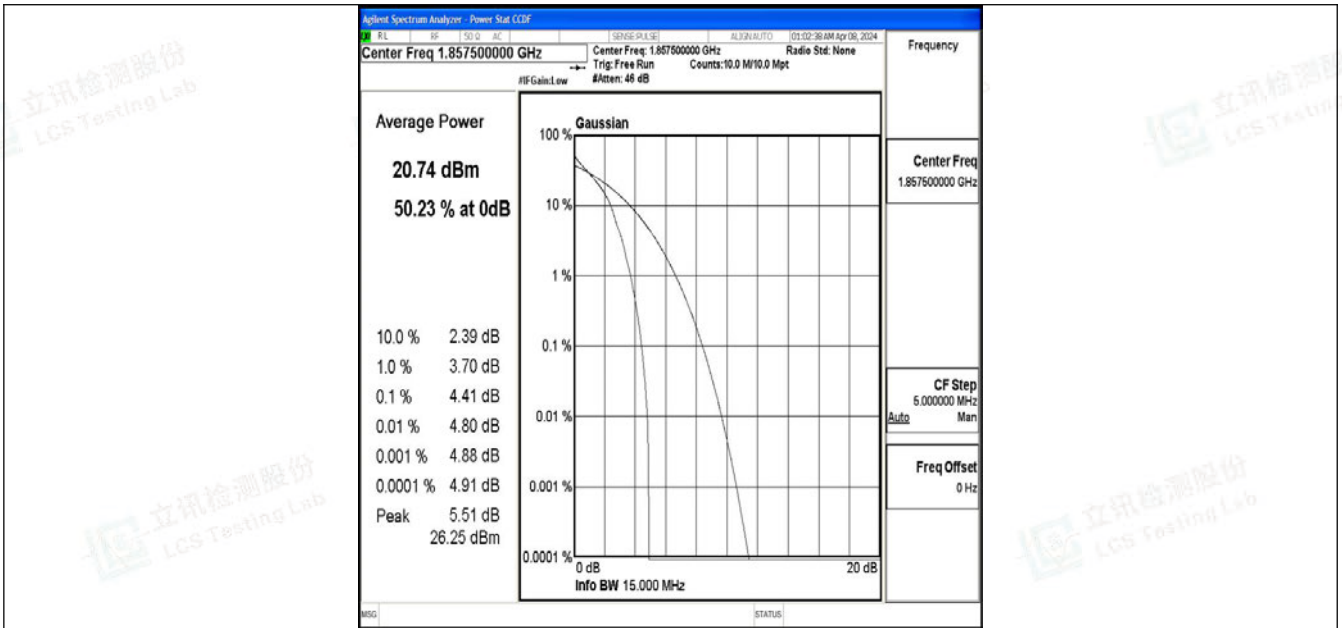 Agilent Spectrum Analyzer - Power Stat CCDF
RL RF 50 Ω AC SENSE:PULSE ALIGNAUTO 01:02:38 AM Apr 08, 2024
Center Freq 1.857500000 GHz
Center Freq: 1.857500000 GHz Radio Std: None
Trig: Free Run Counts:10.0 M/10.0 Mpt
#IFGain:Low #Atten: 46 dB
Frequency
Average Power
20.74 dBm
50.23 % at 0dB
10.0 % 2.39 dB
1.0 % 3.70 dB
0.1 % 4.41 dB
0.01 % 4.80 dB
0.001 % 4.88 dB
0.0001 % 4.91 dB
Peak 5.51 dB
26.25 dBm
Gaussian
100 %
10 %
1 %
0.1 %
0.01 %
0.001 %
0.0001 %
0 dB 20 dB
Info BW 15.000 MHz
Center Freq
1.857500000 GHz
CF Step
5.000000 MHz
Auto Man
Freq Offset
0 Hz
MSG STATUS
立讯检测股份
LCS Testing Lab
立讯检测股
LCS Testing
立讯检测股份
LCS Testing Lab
立讯检测股份
LCS Testing Lab